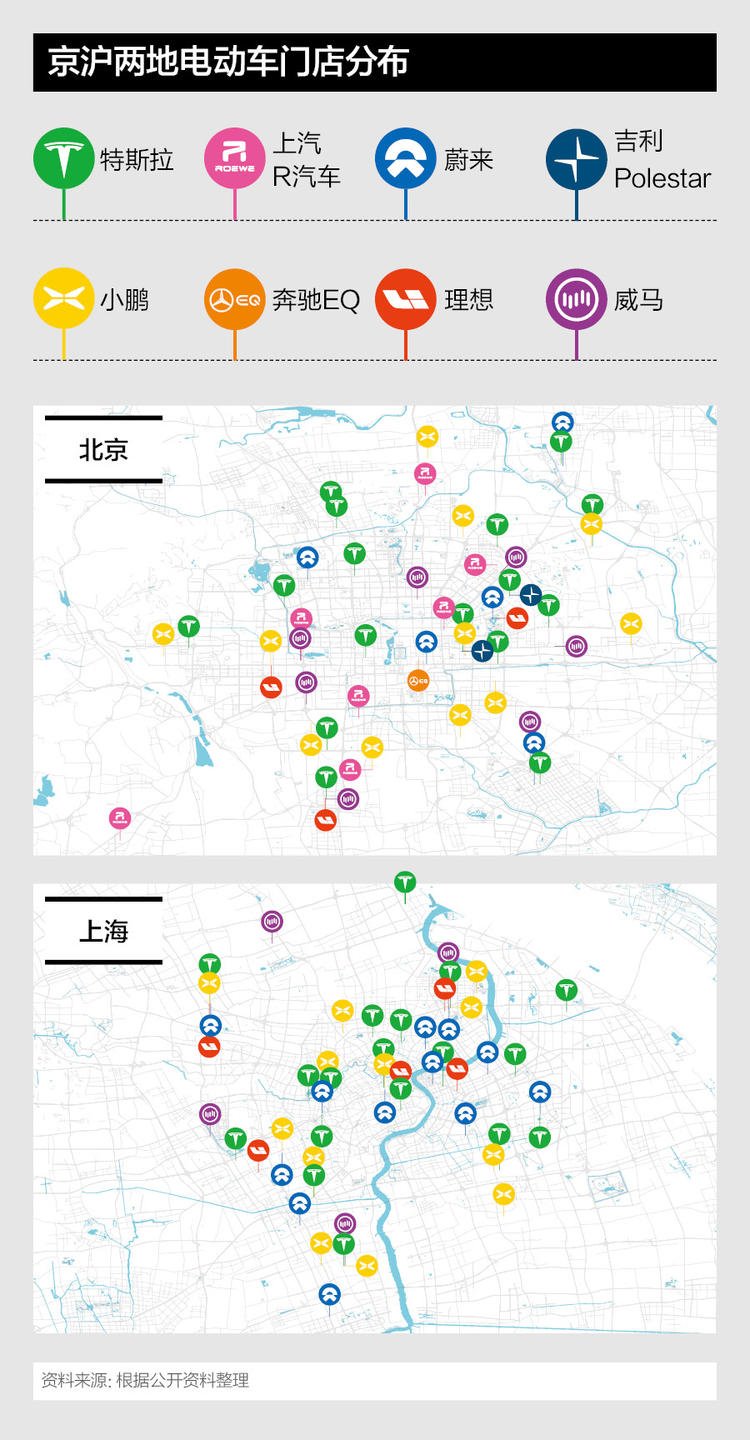 京沪两地电动车门店分布
特斯拉
ROEWE
上汽
R汽车
蔚来
吉利
Polestar
小鹏
EQ
奔驰EQ
理想
威马
北京
上海
资料来源: 根据公开资料整理